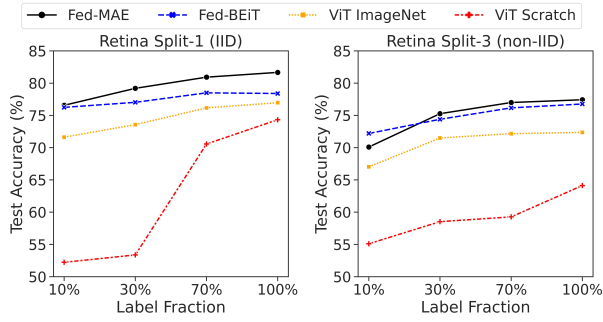 Fed-MAE Fed-BEiT ViT ImageNet ViT Scratch
Retina Split-1 (IID)
85
80
75
70
65
60
55
50
Test Accuracy (%)
10% 30% 70% 100%
Label Fraction
Retina Split-3 (non-IID)
85
80
75
70
65
60
55
50
Test Accuracy (%)
10% 30% 70% 100%
Label Fraction